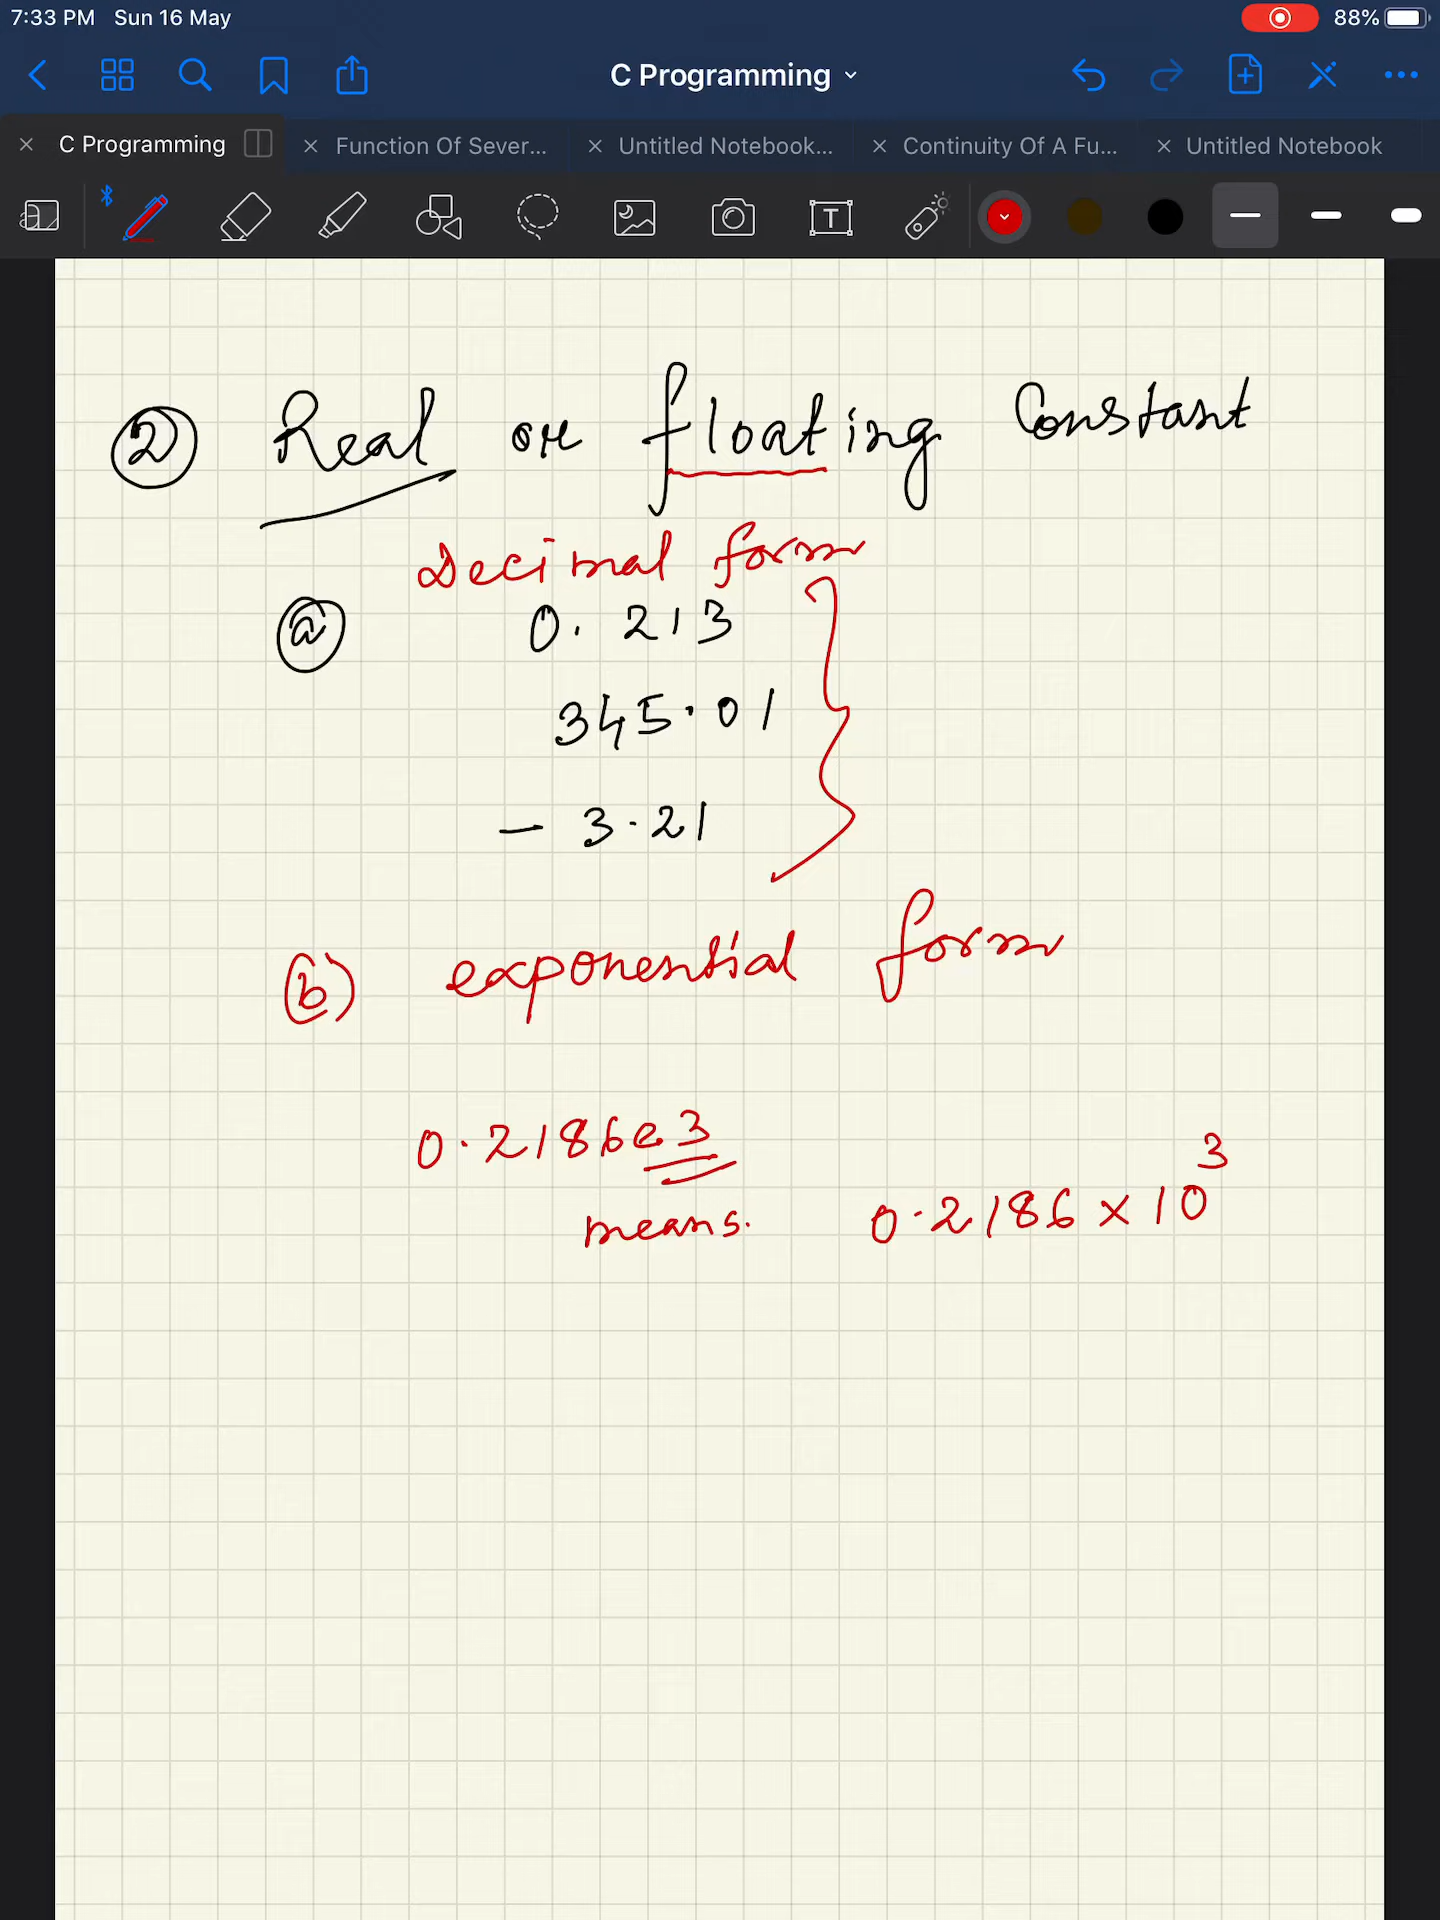 7:33 PM Sun 16 May
88%
C Programming
C Programming
Function Of Sever...
Untitled Notebook...
Continuity Of A Fu...
Untitled Notebook
2 Real or floating Constant
Decimal form
a 0.213
345.01
- 3.21
b) exponential form
0.2186e3
means. 0.2186 × 10³